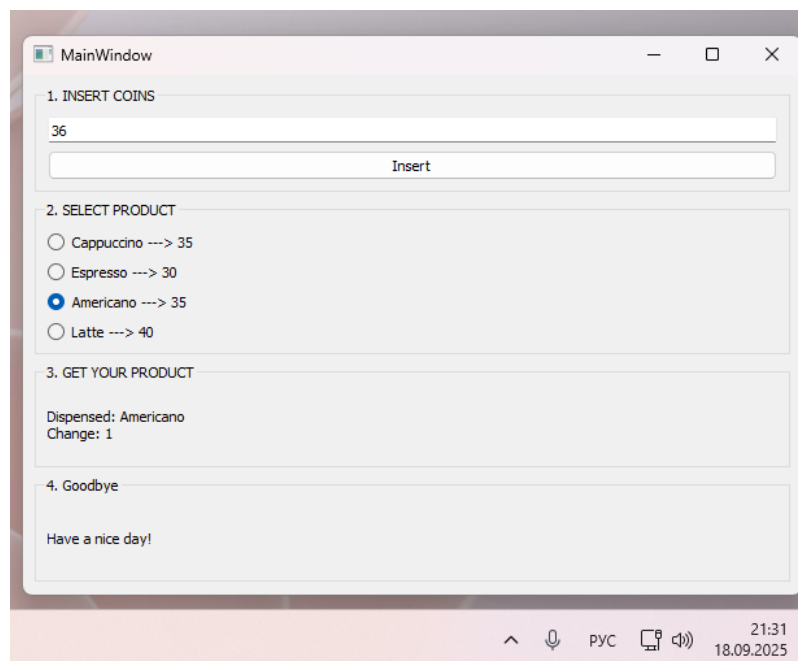 MainWindow
1. INSERT COINS
36
Insert
2. SELECT PRODUCT
Cappuccino ---> 35
Espresso ---> 30
Americano ---> 35
Latte ---> 40
3. GET YOUR PRODUCT
Dispensed: Americano
Change: 1
4. Goodbye
Have a nice day!
РУС
21:31
18.09.2025